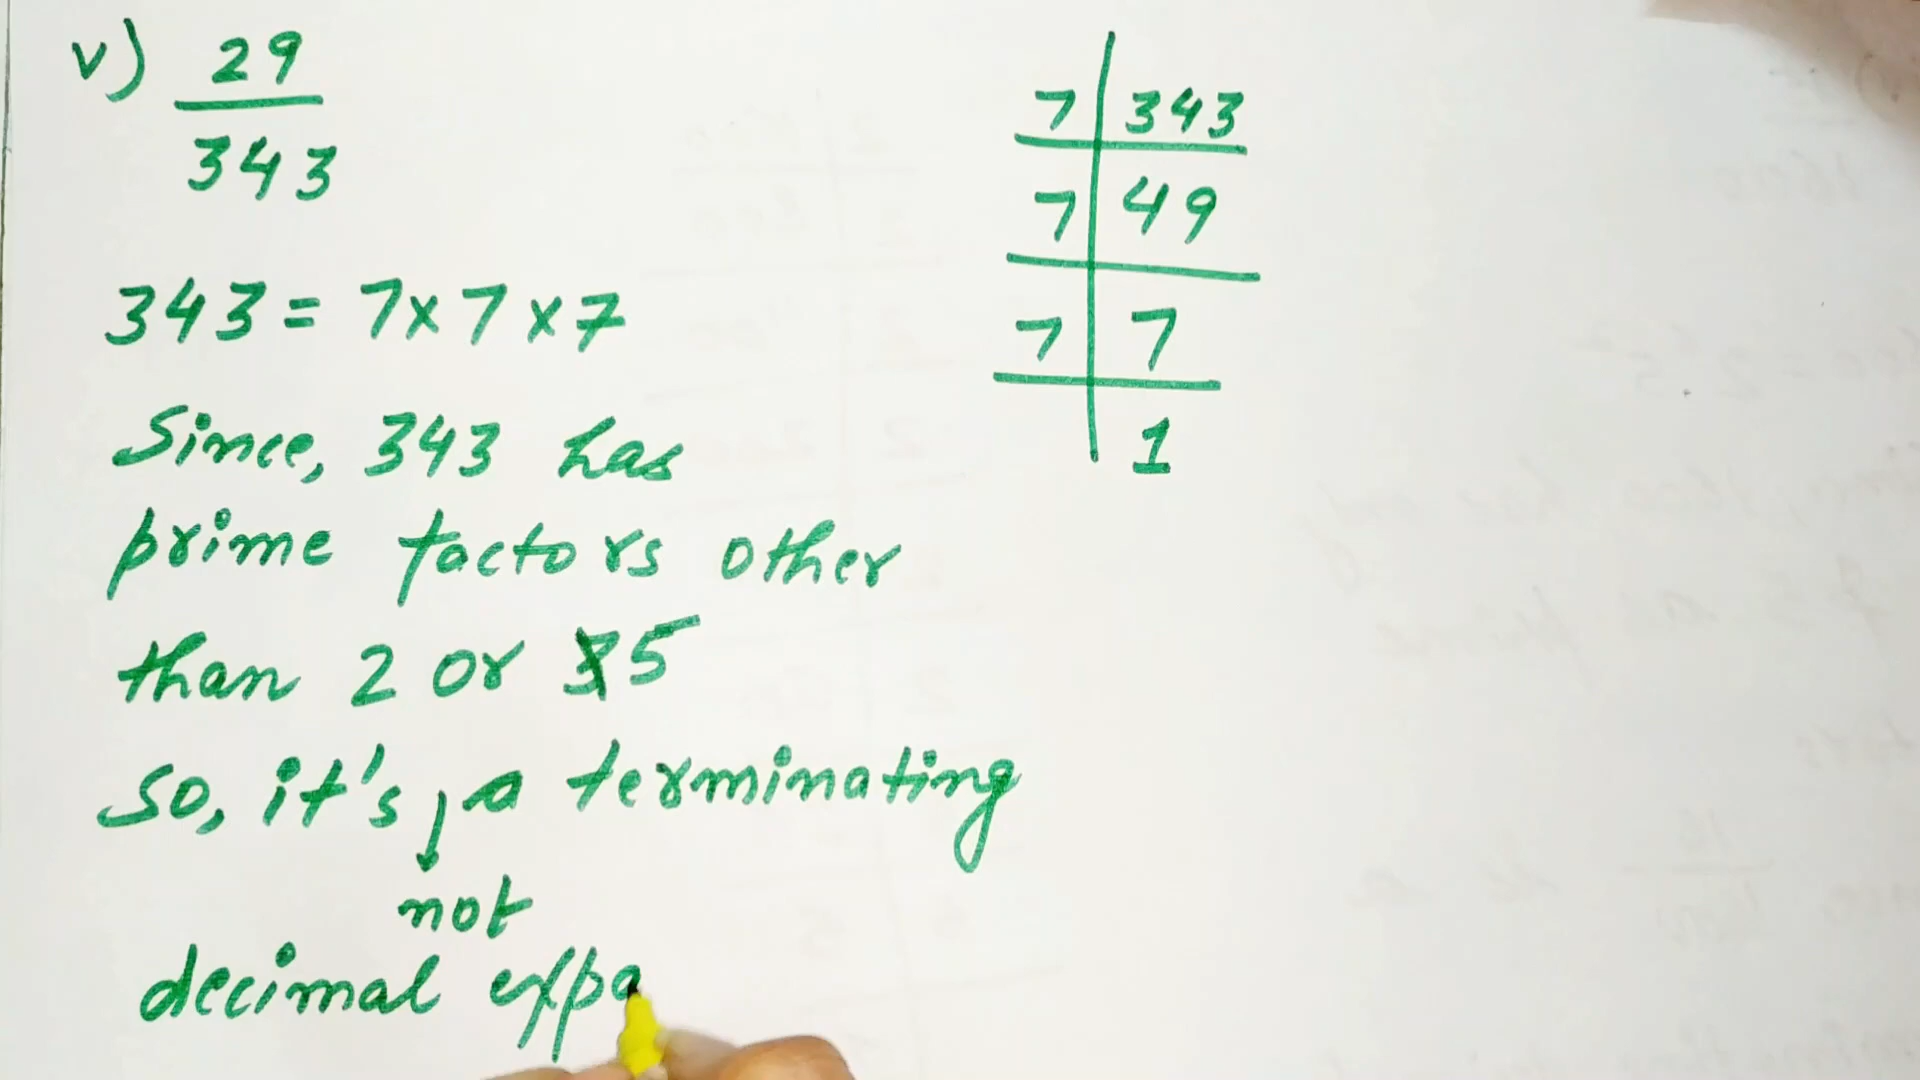 v) 29
343
343 = 7 x 7 x 7
Since, 343 has
prime factors other
than 2 or 5
So, it's a terminating
not
decimal expa
7 343
7 49
7 7
1